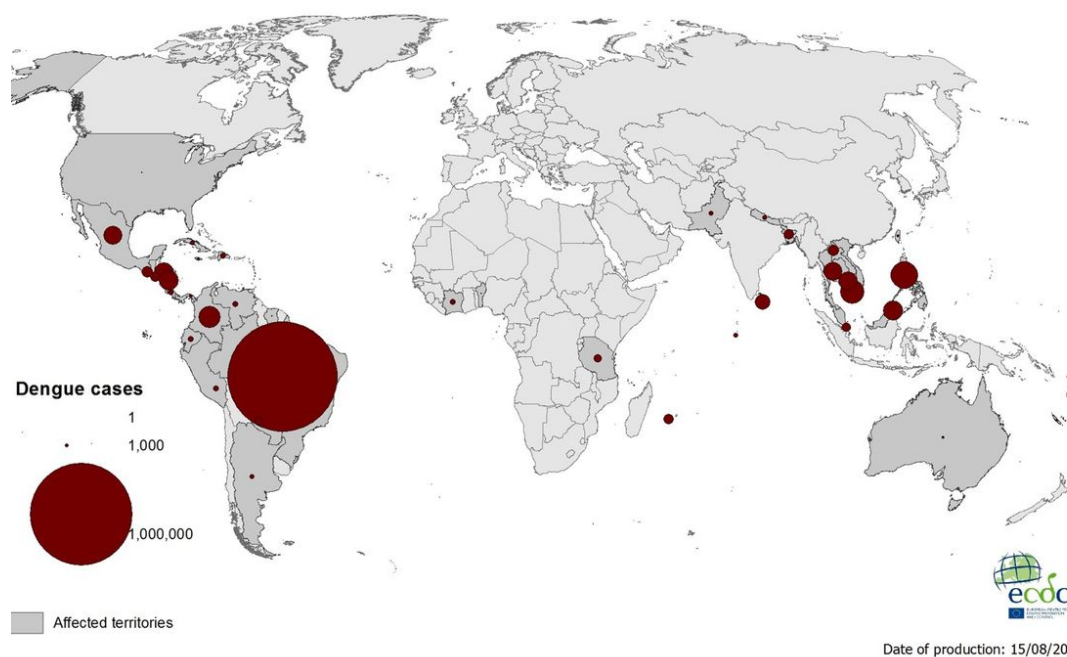 Dengue cases
1
1,000
1,000,000
Affected territories
ecdc
Date of production: 15/08/20